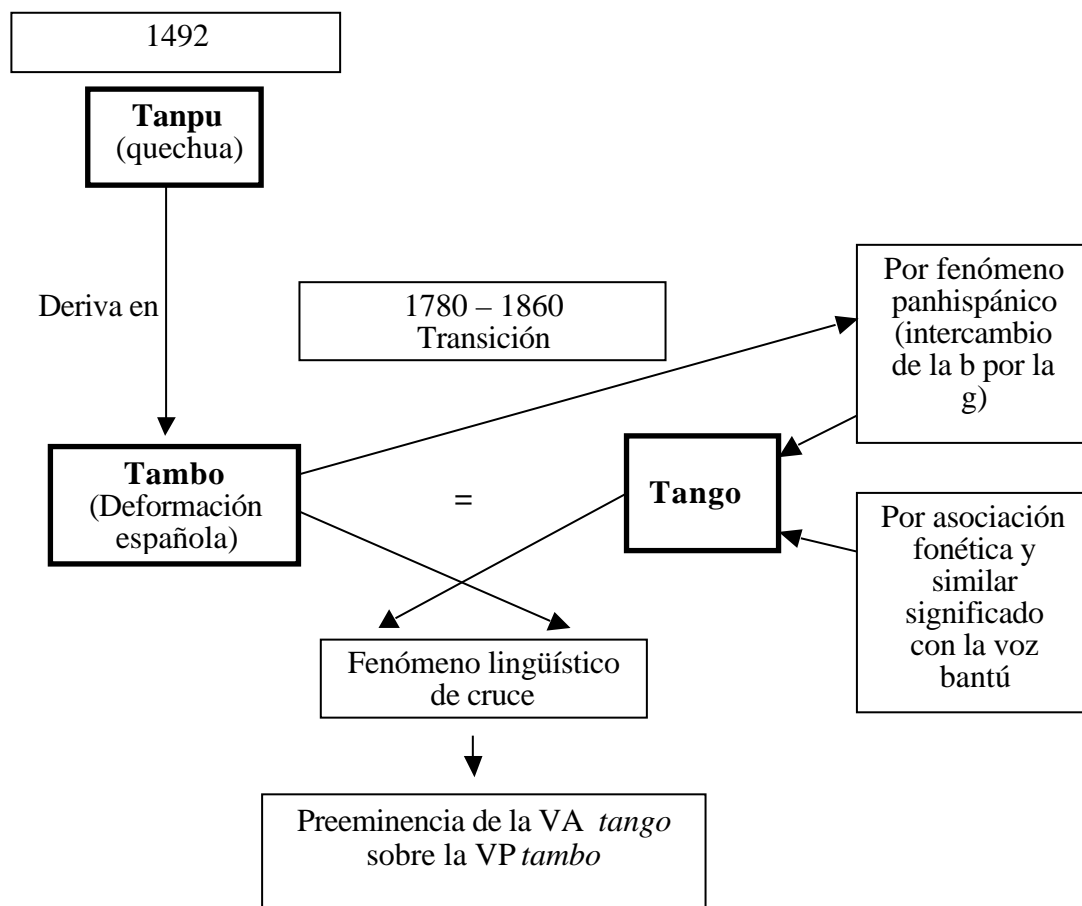 1492
Tanpu
(quechua)
Deriva en
1780 – 1860
Transición
Por fenómeno
panhispánico
(intercambio
de la b por la
g)
Tambo
(Deformación
española)
=
Tango
Por asociación
fonética y
similar
significado
con la voz
bantú
Fenómeno lingüístico
de cruce
Preeminencia de la VA tango
sobre la VP tambo